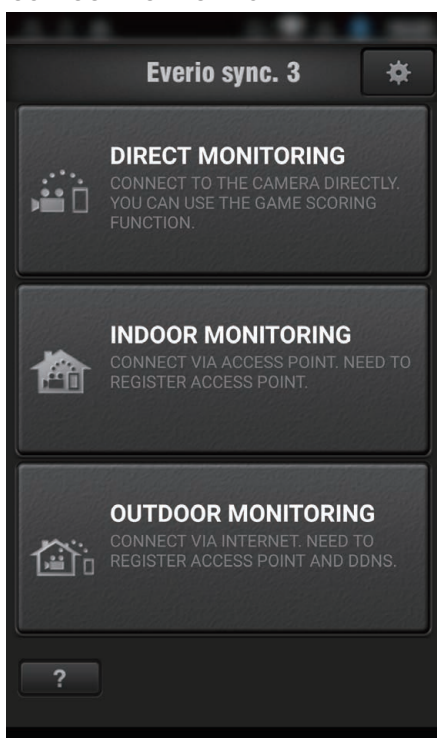 Everio sync. 3
DIRECT MONITORING
CONNECT TO THE CAMERA DIRECTLY.
YOU CAN USE THE GAME SCORING
FUNCTION.
INDOOR MONITORING
CONNECT VIA ACCESS POINT. NEED TO
REGISTER ACCESS POINT.
OUTDOOR MONITORING
CONNECT VIA INTERNET. NEED TO
REGISTER ACCESS POINT AND DDNS.
?